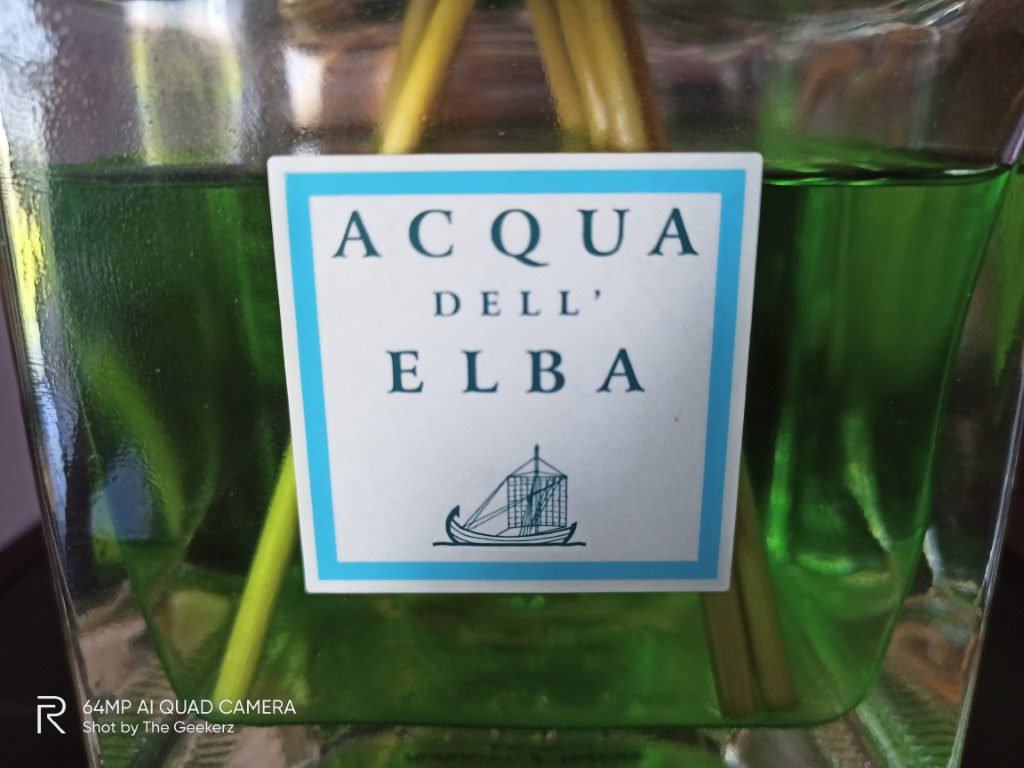 ACQUA
DELL'
ELBA
64MP AI QUAD CAMERA
Shot by The Geekerz